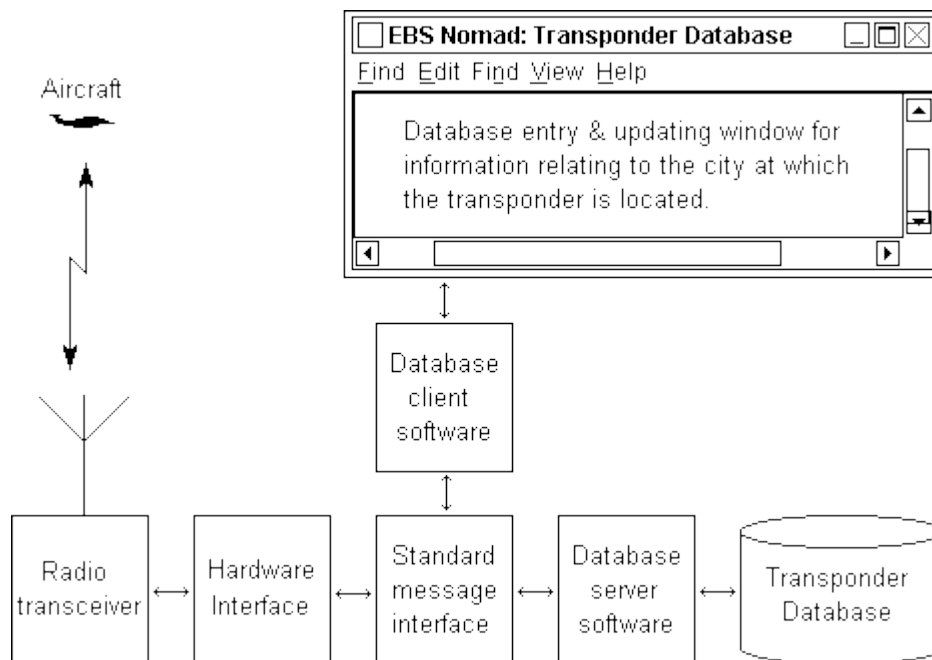 EBS Nomad: Transponder Database
Find Edit Find View Help
Aircraft
Database entry & updating window for
information relating to the city at which
the transponder is located.
Database
client
software
Radio
transceiver
Hardware
Interface
Standard
message
interface
Database
server
software
Transponder
Database